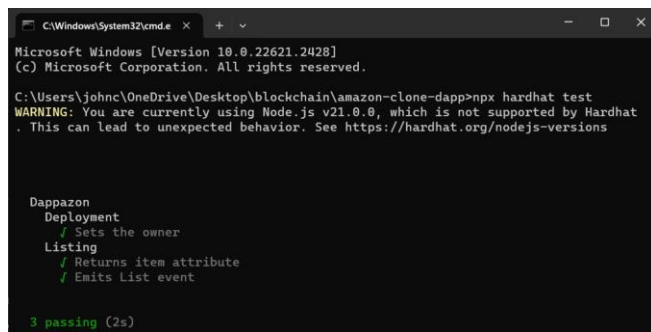 C:\Windows\System32\cmd.e
Microsoft Windows [Version 10.0.22621.2428]
(c) Microsoft Corporation. All rights reserved.
C:\Users\johnc\OneDrive\Desktop\blockchain\amazon-clone-dapp>npx hardhat test
WARNING: You are currently using Node.js v21.0.0, which is not supported by Hardhat
. This can lead to unexpected behavior. See https://hardhat.org/nodejs-versions
Dappazon
Deployment
√ Sets the owner
Listing
√ Returns item attribute
√ Emits List event
3 passing (2s)